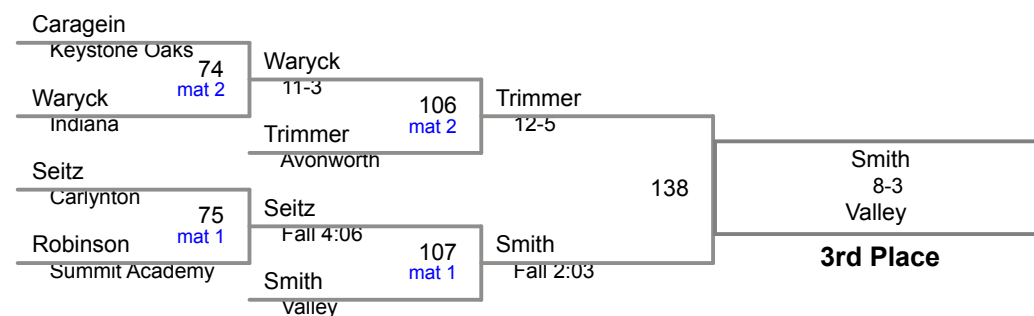 Caragein
Keystone Oaks
74
mat 2
Waryck
Indiana
Waryck
11-3
106
mat 2
Trimmer
Avonworth
Trimmer
12-5
Seitz
Carlynton
75
mat 1
Robinson
Summit Academy
Seitz
Fall 4:06
107
mat 1
Smith
Valley
Smith
Fall 2:03
138
Smith
8-3
Valley
3rd Place